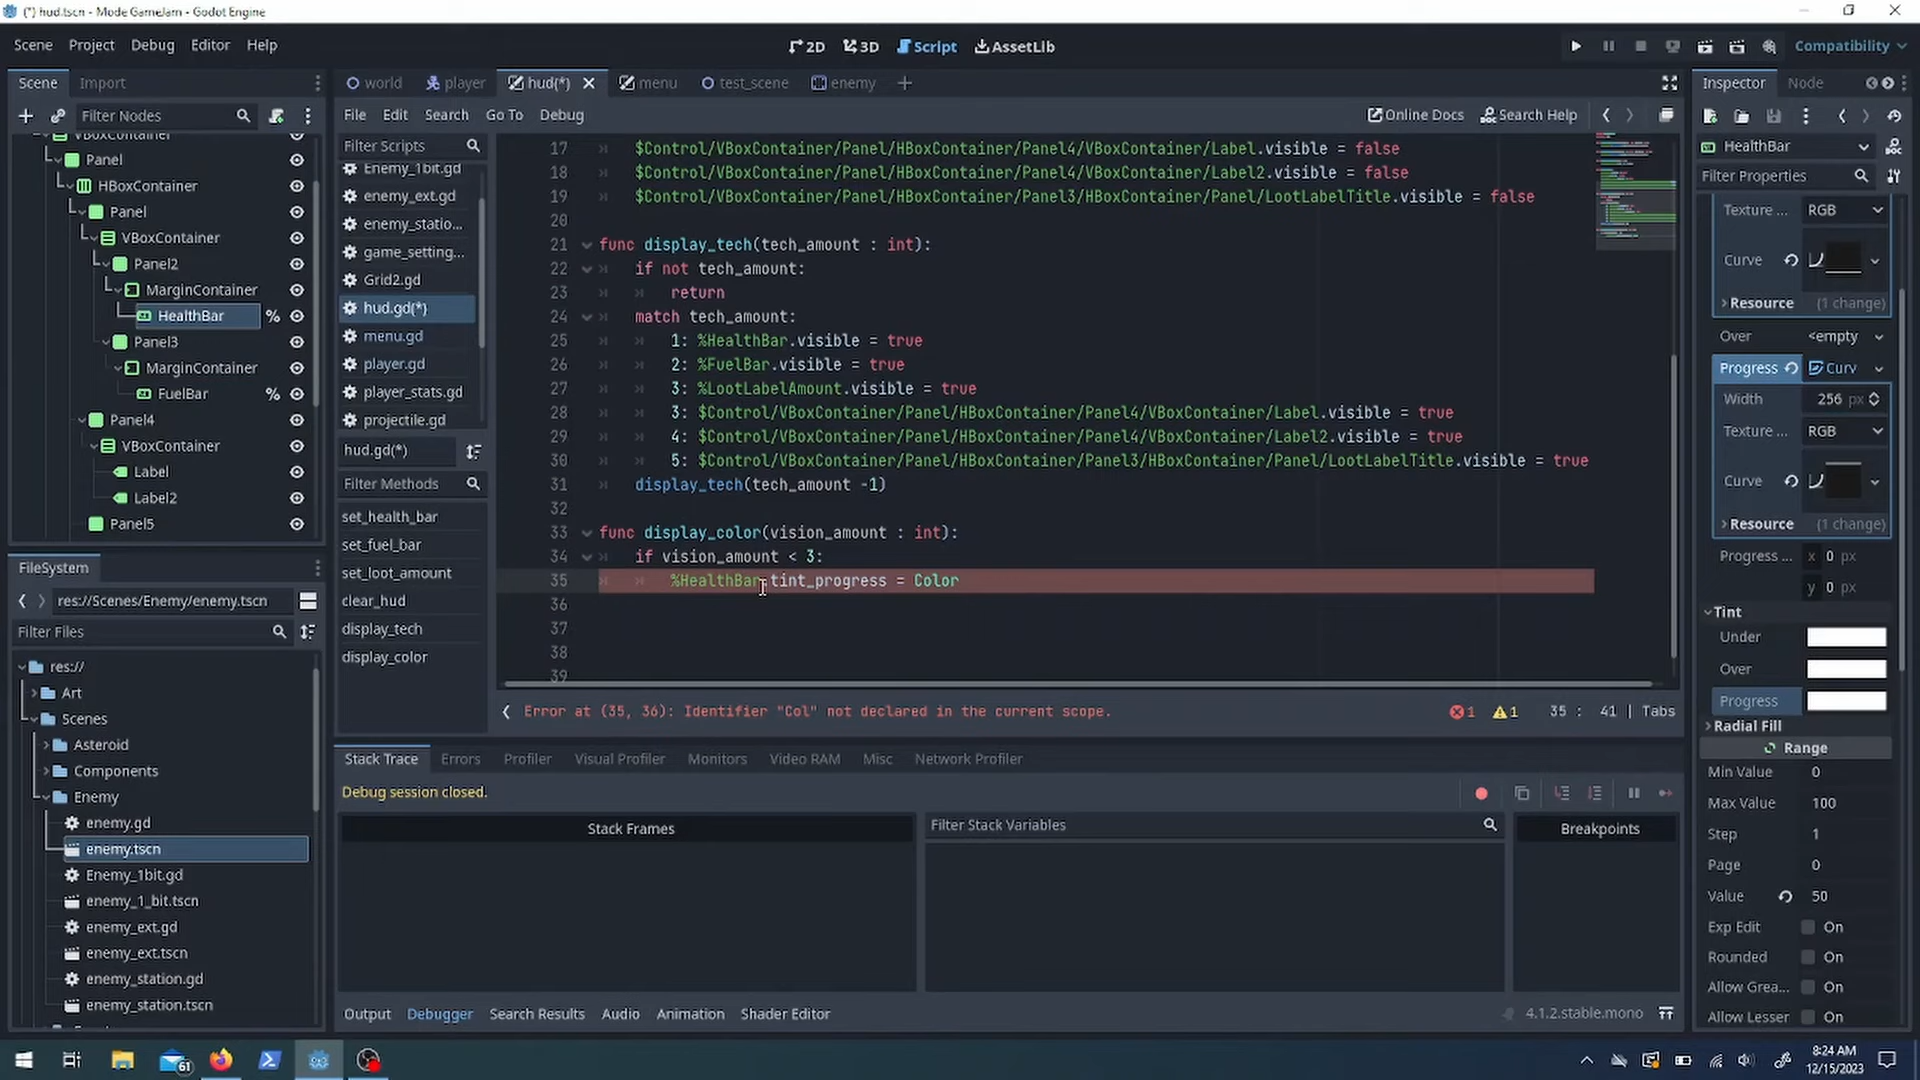 (*) hud.tscn - Mode GameJam - Godot Engine
Scene Project Debug Editor Help
2D 3D Script AssetLib
Compatibility
Scene Import
world player hud(*) menu test_scene enemy
Inspector Node
Filter Nodes
File Edit Search Go To Debug
Online Docs Search Help
VBoxContainer
Panel
HBoxContainer
Panel
VBoxContainer
Panel2
MarginContainer
HealthBar %
Panel3
MarginContainer
FuelBar %
Panel4
VBoxContainer
Label
Label2
Panel5
FileSystem
res://Scenes/Enemy/enemy.tscn
Filter Files
res://
Art
Scenes
Asteroid
Components
Enemy
enemy.gd
enemy.tscn
Enemy_1bit.gd
enemy_1_bit.tscn
enemy_ext.gd
enemy_ext.tscn
enemy_station.gd
enemy_station.tscn
Filter Scripts
Enemy_1bit.gd
enemy_ext.gd
enemy_statio...
game_setting...
Grid2.gd
hud.gd(*)
menu.gd
player.gd
player_stats.gd
projectile.gd
hud.gd(*)
Filter Methods
set_health_bar
set_fuel_bar
set_loot_amount
clear_hud
display_tech
display_color
17 $Control/VBoxContainer/Panel/HBoxContainer/Panel4/VBoxContainer/Label.visible = false
18 $Control/VBoxContainer/Panel/HBoxContainer/Panel4/VBoxContainer/Label2.visible = false
19 $Control/VBoxContainer/Panel/HBoxContainer/Panel3/HBoxContainer/Panel/LootLabelTitle.visible = false
20
21 func display_tech(tech_amount : int):
22 if not tech_amount:
23 return
24 match tech_amount:
25 1: %HealthBar.visible = true
26 2: %FuelBar.visible = true
27 3: %LootLabelAmount.visible = true
28 3: $Control/VBoxContainer/Panel/HBoxContainer/Panel4/VBoxContainer/Label.visible = true
29 4: $Control/VBoxContainer/Panel/HBoxContainer/Panel4/VBoxContainer/Label2.visible = true
30 5: $Control/VBoxContainer/Panel/HBoxContainer/Panel3/HBoxContainer/Panel/LootLabelTitle.visible = true
31 display_tech(tech_amount -1)
32
33 func display_color(vision_amount : int):
34 if vision_amount < 3:
35 %HealthBar.tint_progress = Color
36
37
38
39
Error at (35, 36): Identifier "Col" not declared in the current scope.
1 1 35 : 41 | Tabs
Stack Trace Errors Profiler Visual Profiler Monitors Video RAM Misc Network Profiler
Debug session closed.
Stack Frames
Filter Stack Variables
Breakpoints
Output Debugger Search Results Audio Animation Shader Editor
4.1.2.stable.mono
HealthBar
Filter Properties
Texture ... RGB
Curve
Resource (1 change)
Over <empty
Progress Curv
Width 256 px
Texture ... RGB
Curve
Resource (1 change)
Progress ... x 0 px
y 0 px
Tint
Under
Over
Progress
Radial Fill
Range
Min Value 0
Max Value 100
Step 1
Page 0
Value 50
Exp Edit On
Rounded On
Allow Grea... On
Allow Lesser On
61
8:24 AM
12/15/2023